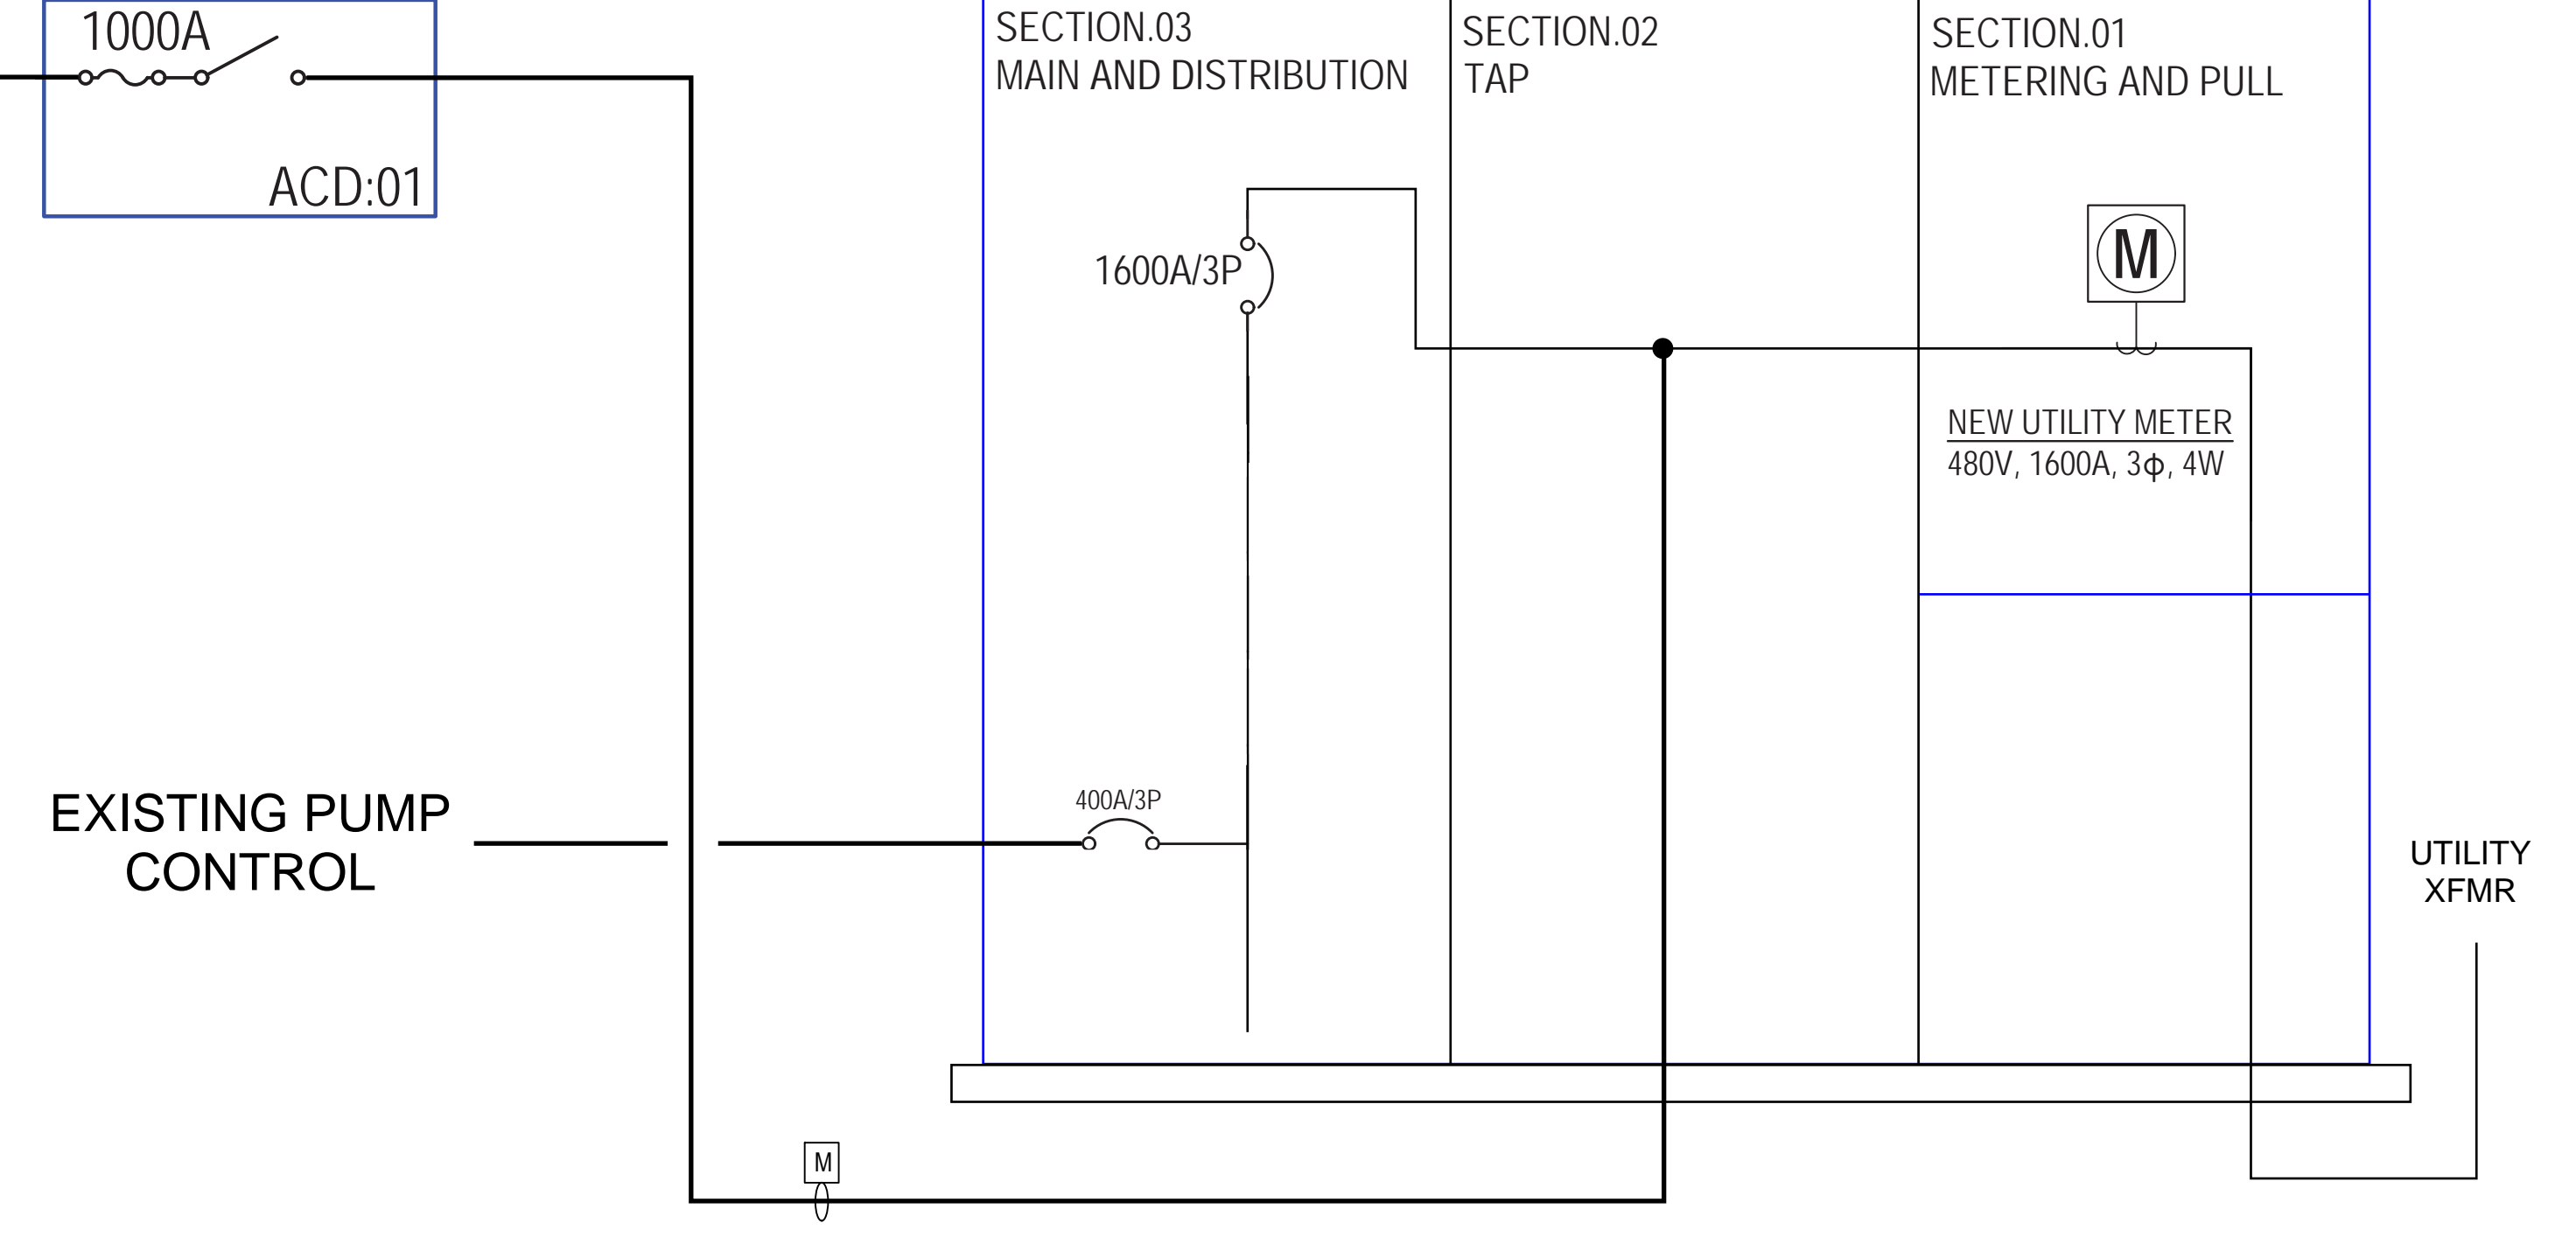 1000A
ACD:01
SECTION.03
MAIN AND DISTRIBUTION
SECTION.02
TAP
SECTION.01
METERING AND PULL
1600A/3P
M
NEW UTILITY METER
480V, 1600A, 3ϕ, 4W
400A/3P
EXISTING PUMP
CONTROL
UTILITY
XFMR
M